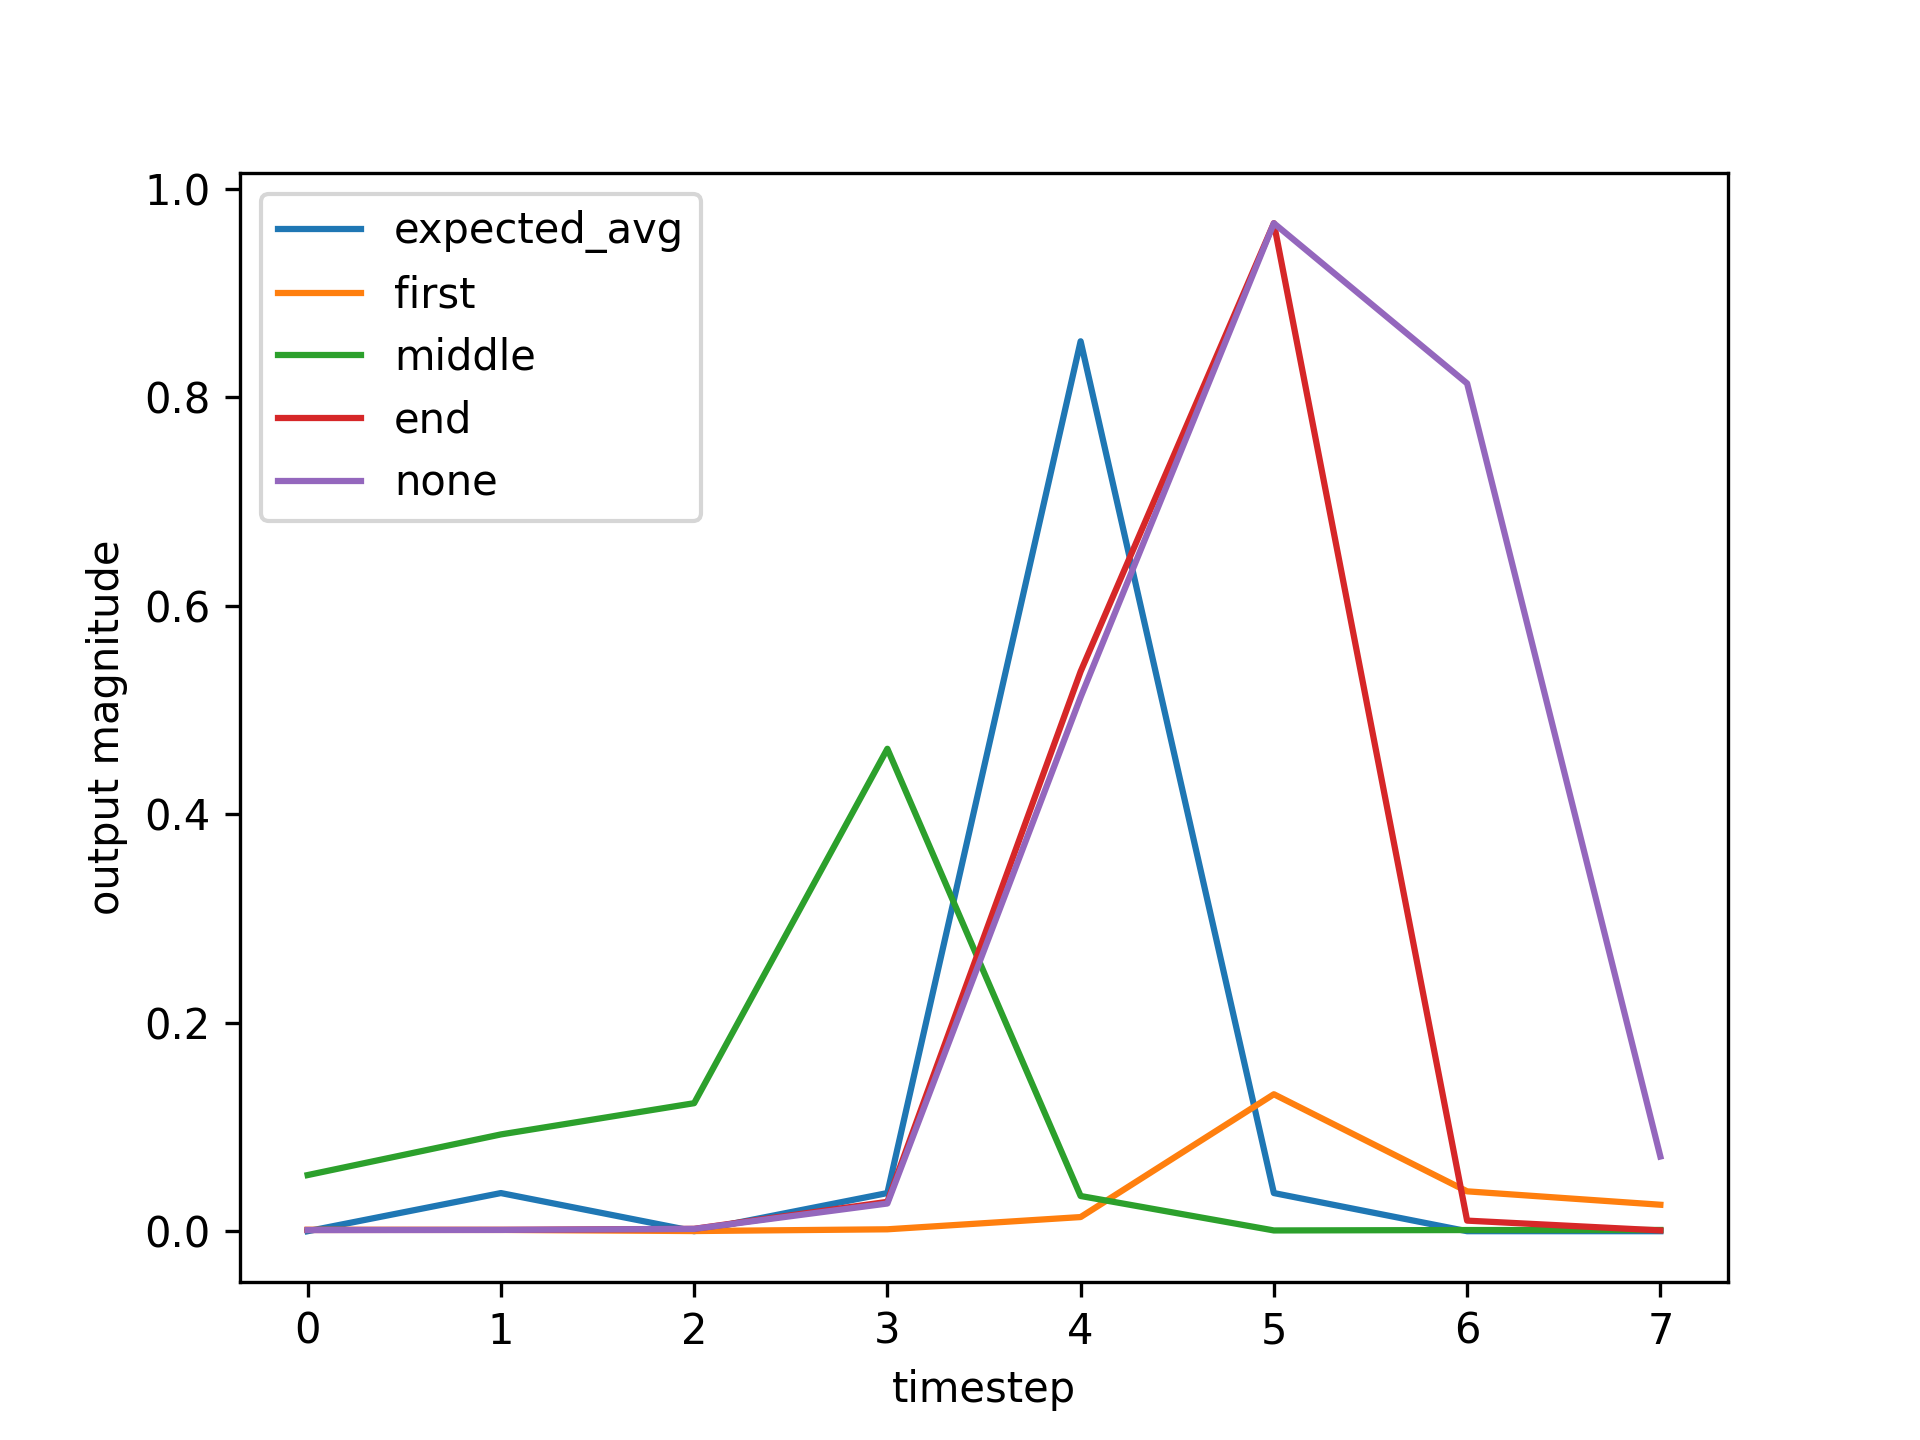 1.0
0.8
0.6
0.4
0.2
0.0
output magnitude
expected_avg
first
middle
end
none
0 1 2 3 4 5 6 7
timestep